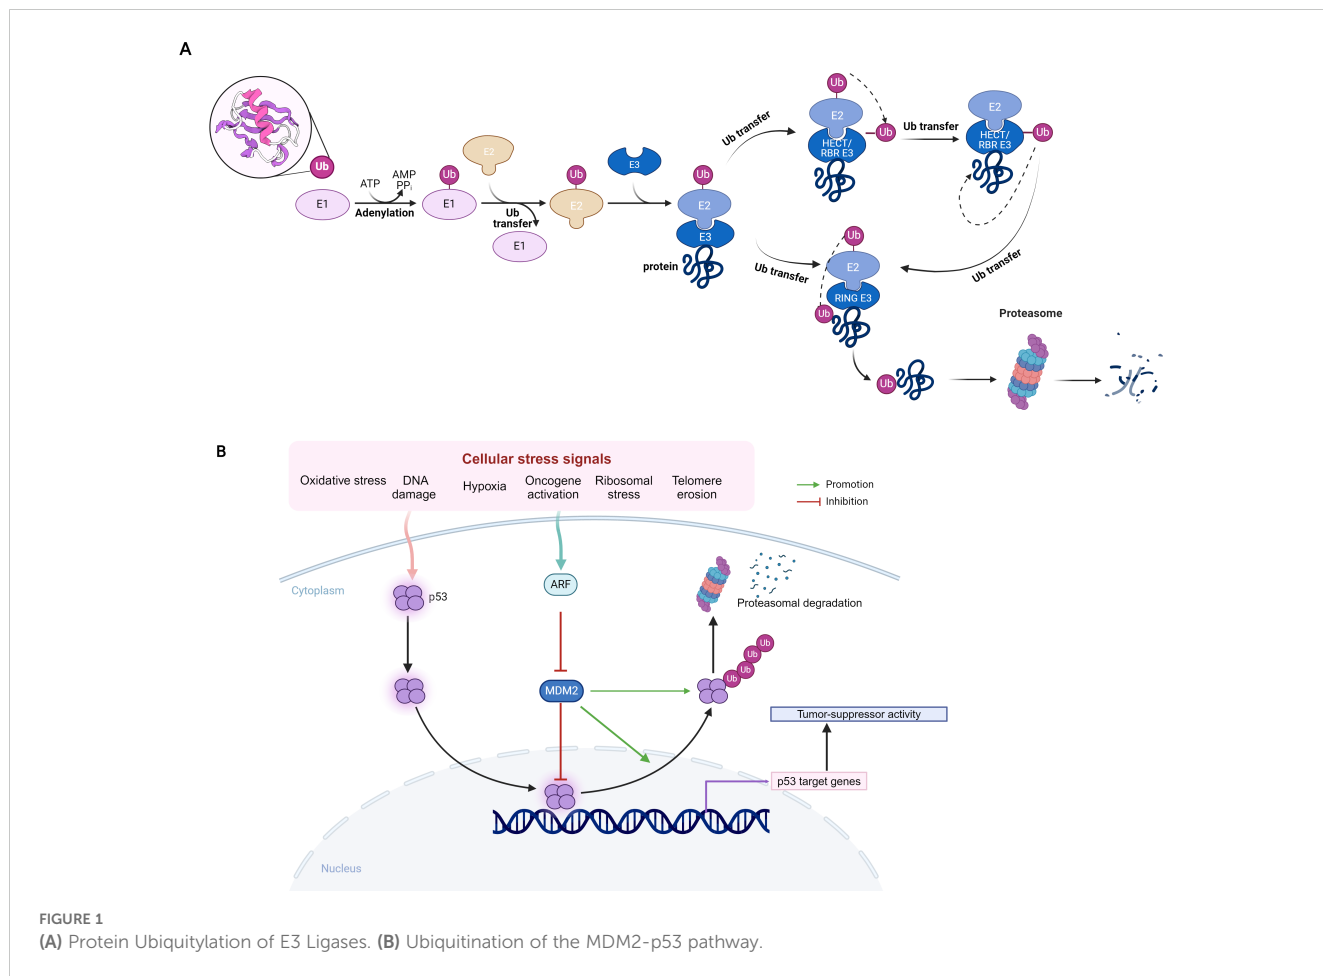 A
Ub
E1
ATP
AMP
PPi
Adenylation
Ub
E1
E2
Ub
transfer
E1
Ub
E2
E3
Ub
E2
E3
protein
Ub transfer
Ub
E2
HECT/
RBR E3
Ub
Ub transfer
E2
HECT/
RBR E3
Ub
Ub transfer
Ub
E2
RING E3
Ub
Ub transfer
Ub
Proteasome
B
Cellular stress signals
Oxidative stress
DNA
damage
Hypoxia
Oncogene
activation
Ribosomal
stress
Telomere
erosion
Promotion
Inhibition
Cytoplasm
p53
ARF
Proteasomal degradation
MDM2
Ub
Ub
Ub
Ub
Tumor-suppressor activity
p53 target genes
Nucleus
FIGURE 1
(A) Protein Ubiquitylation of E3 Ligases. (B) Ubiquitination of the MDM2-p53 pathway.